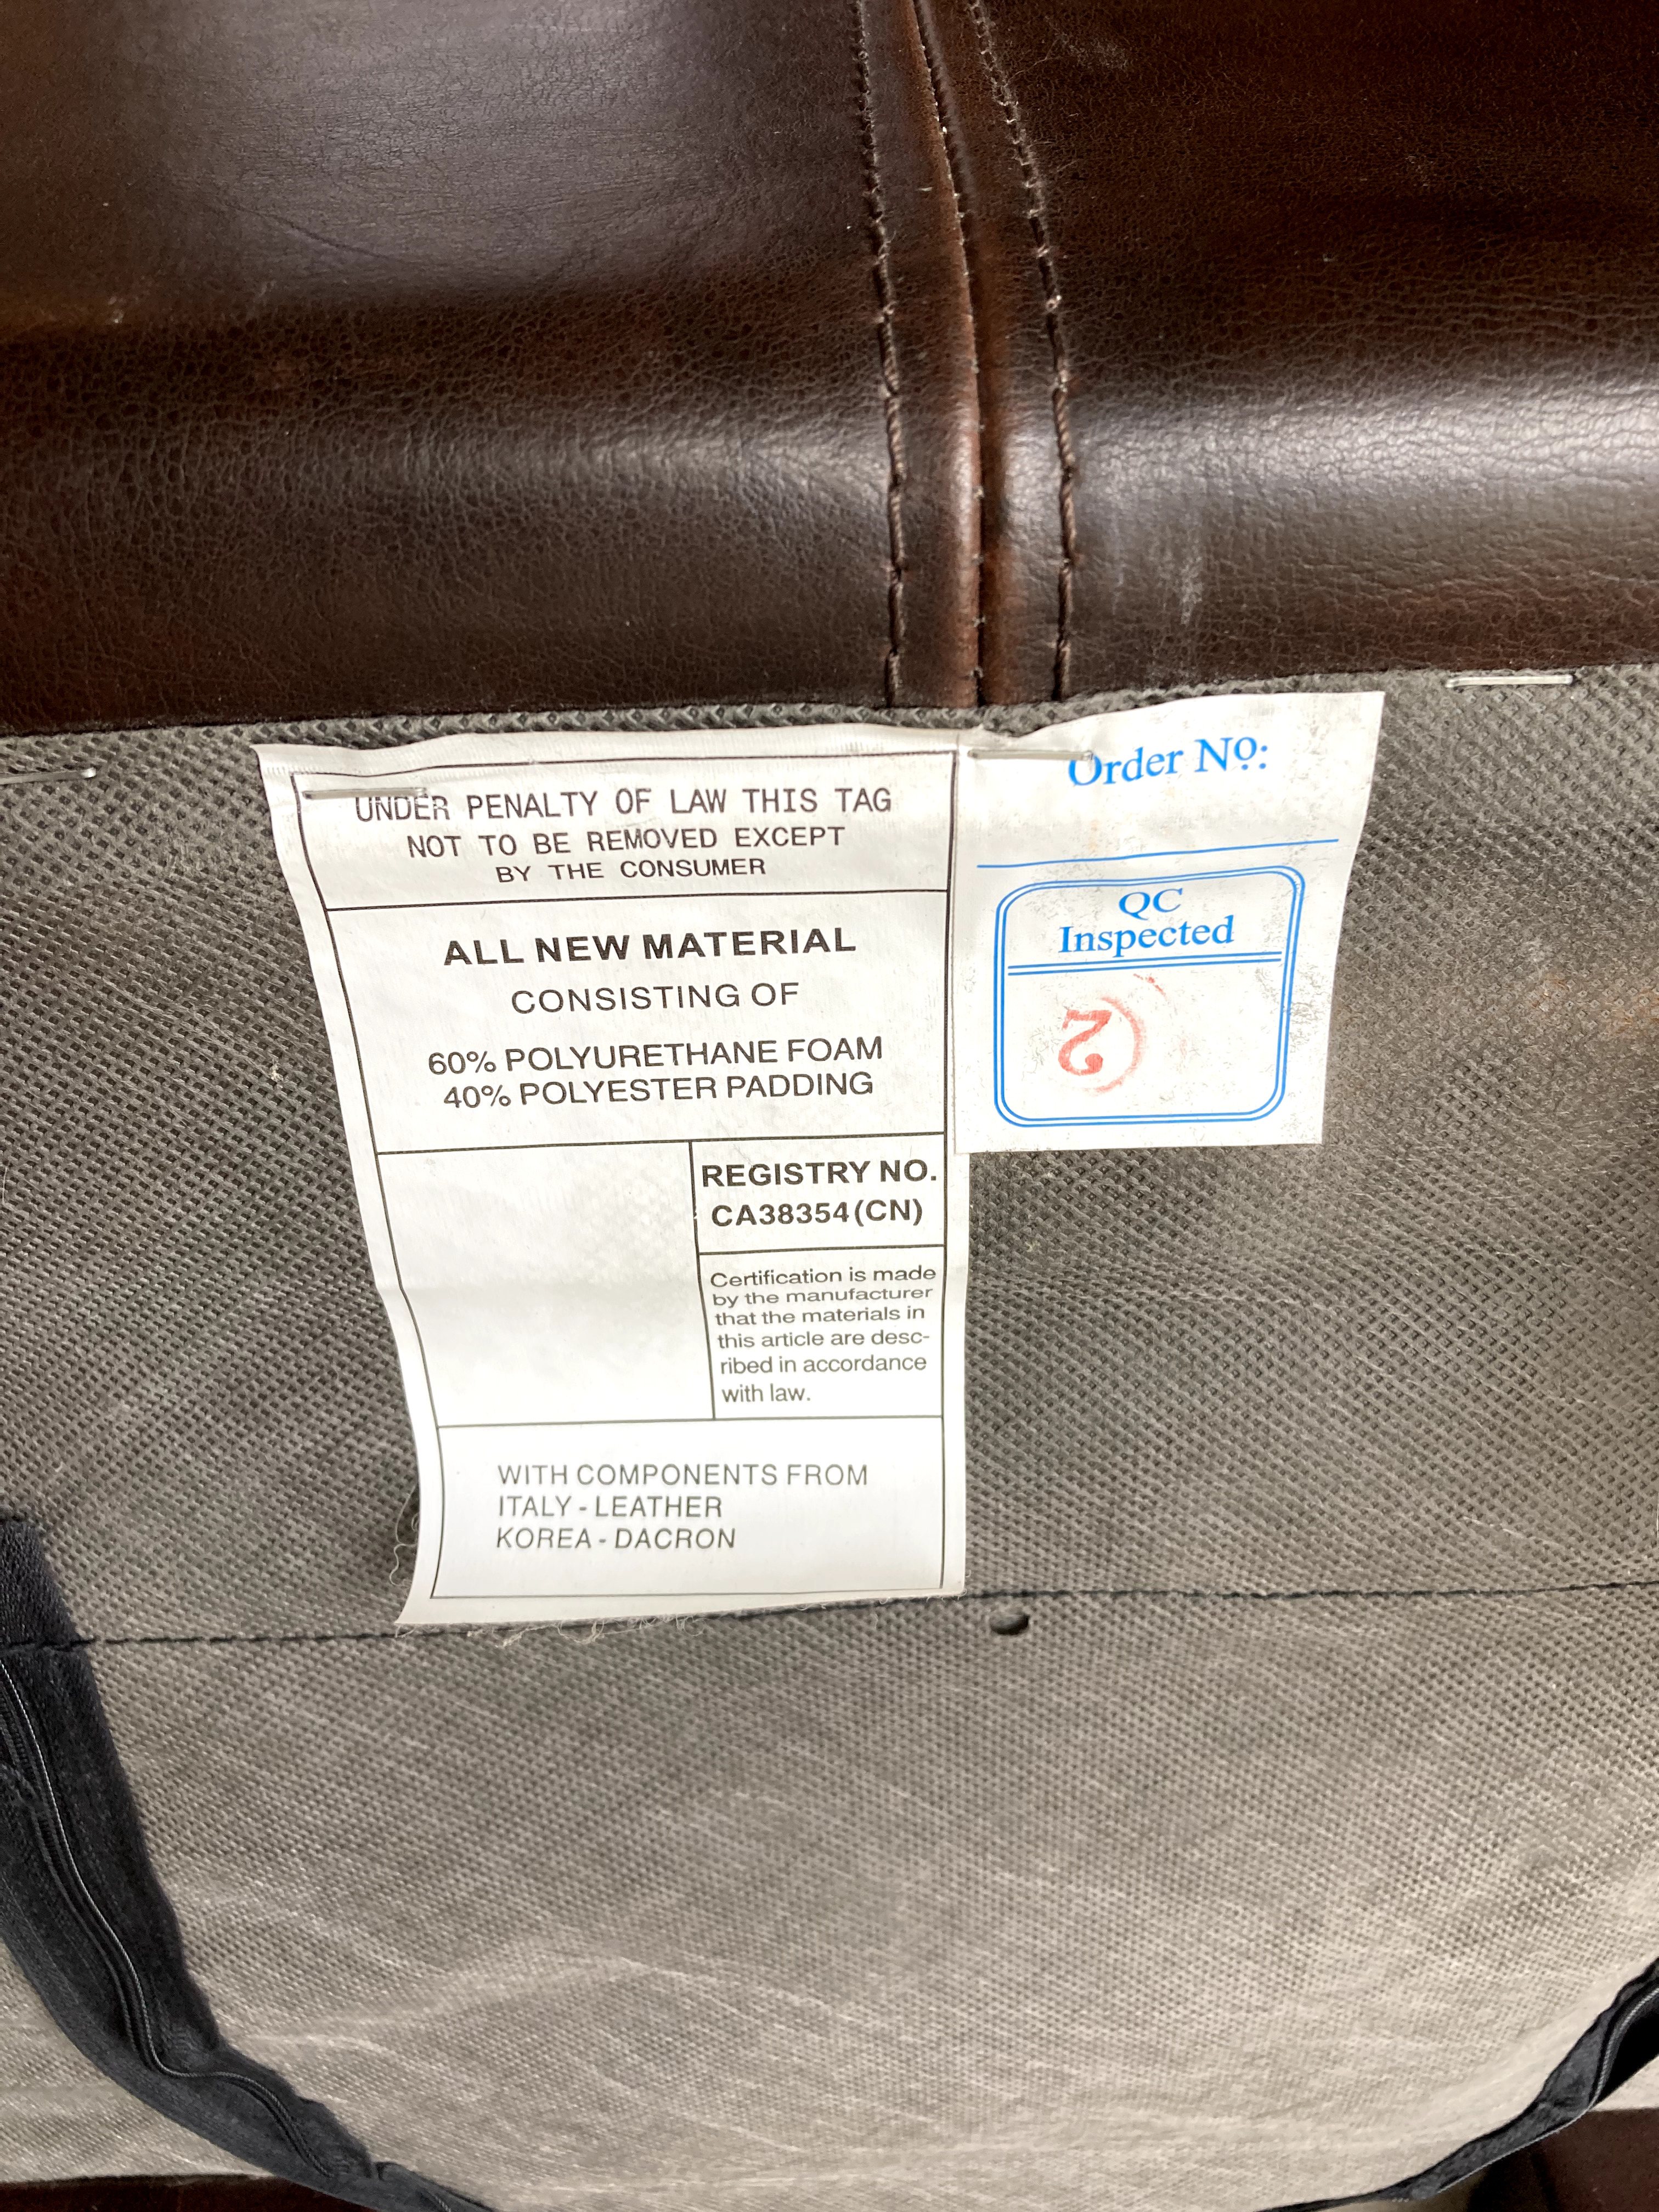 UNDER PENALTY OF LAW THIS TAG
NOT TO BE REMOVED EXCEPT
BY THE CONSUMER
ALL NEW MATERIAL
CONSISTING OF
60% POLYURETHANE FOAM
40% POLYESTER PADDING
REGISTRY NO.
CA38354(CN)
Certification is made
by the manufacturer
that the materials in
this article are desc-
ribed in accordance
with law.
WITH COMPONENTS FROM
ITALY - LEATHER
KOREA - DACRON
Order Nº:
QC
Inspected
2